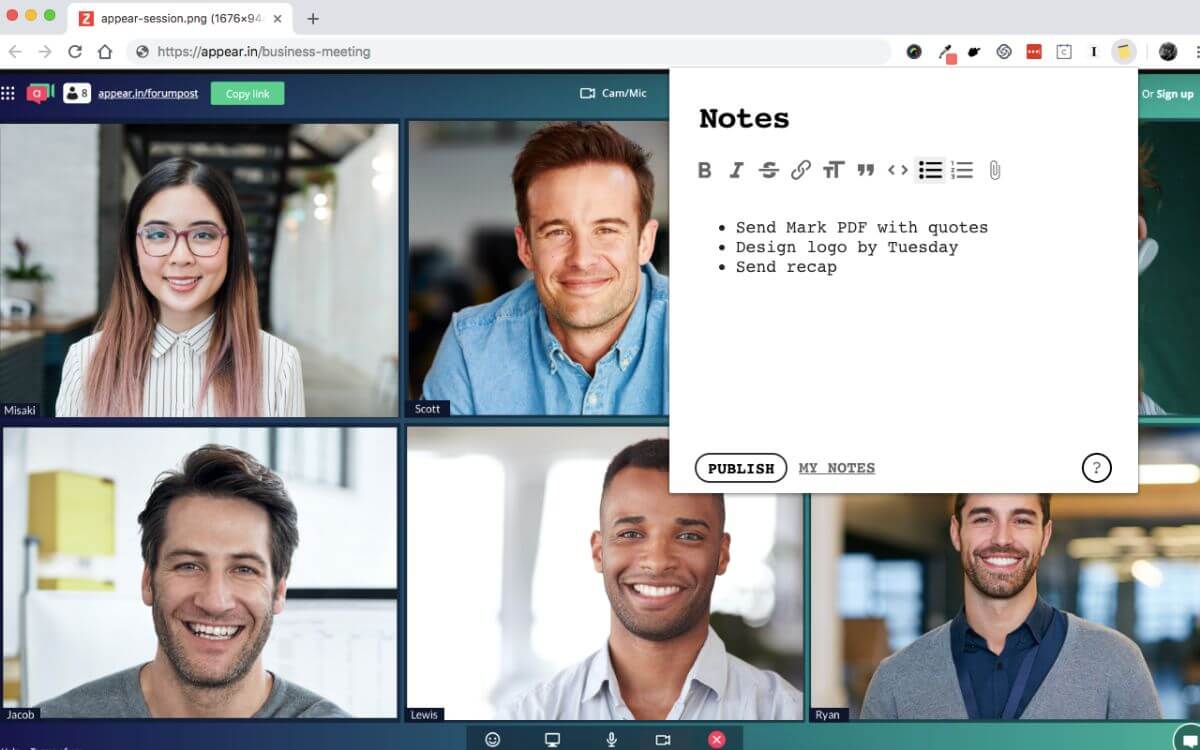 appear-session.png (1676×94
https://appear.in/business-meeting
8
appear.in/forumpost
Copy link
Cam/Mic
Or Sign up
Notes
Send Mark PDF with quotes
Design logo by Tuesday
Send recap
PUBLISH
MY NOTES
?
Misaki
Scott
Jacob
Lewis
Ryan